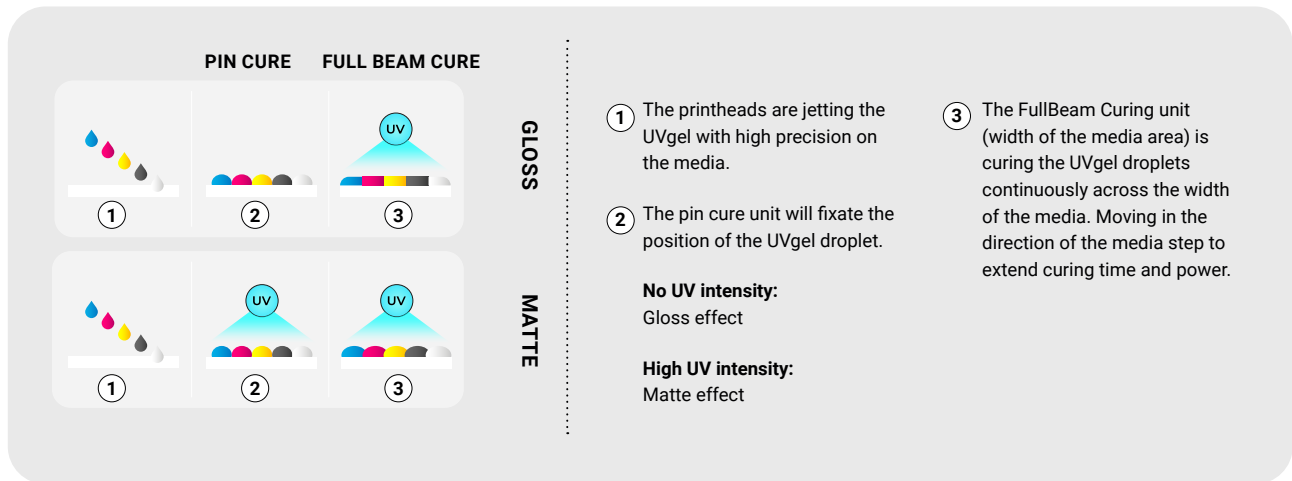 PIN CURE
FULL BEAM CURE
UV
1
2
3
GLOSS
UV
UV
1
2
3
MATTE
1
The printheads are jetting the
UVgel with high precision on
the media.
2
The pin cure unit will fixate the
position of the UVgel droplet.
No UV intensity:
Gloss effect
High UV intensity:
Matte effect
3
The FullBeam Curing unit
(width of the media area) is
curing the UVgel droplets
continuously across the width
of the media. Moving in the
direction of the media step to
extend curing time and power.